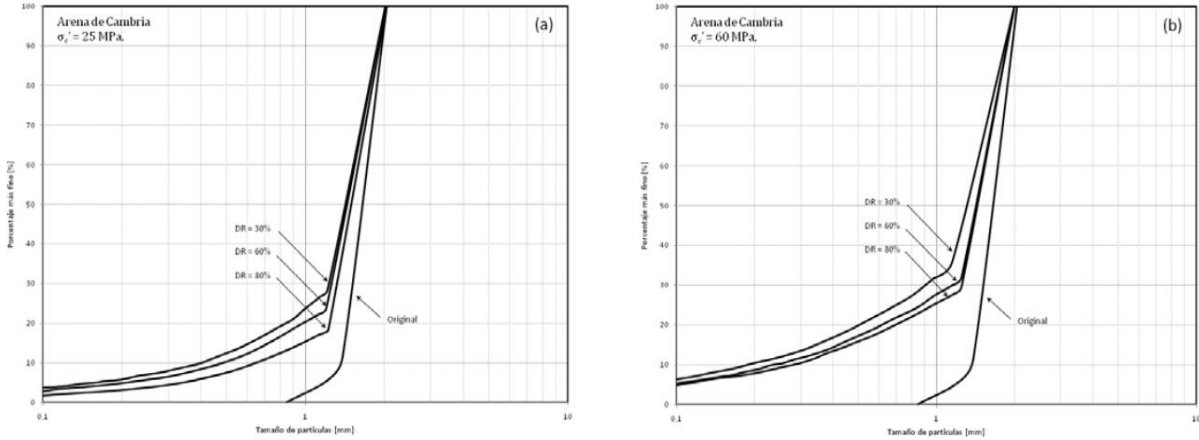 Arena de Cambria
σc' = 25 MPa.
(a)
Porcentaje más fino [%]
100
90
80
70
60
50
40
30
20
10
0
DR = 30%
DR = 60%
DR = 80%
Original
0.1
1
10
Tamaño de partículas [mm]
Arena de Cambria
σc' = 60 MPa.
(b)
Porcentaje más fino [%]
100
90
80
70
60
50
40
30
20
10
0
DR = 30%
DR = 60%
DR = 80%
Original
0.1
1
10
Tamaño de partículas [mm]